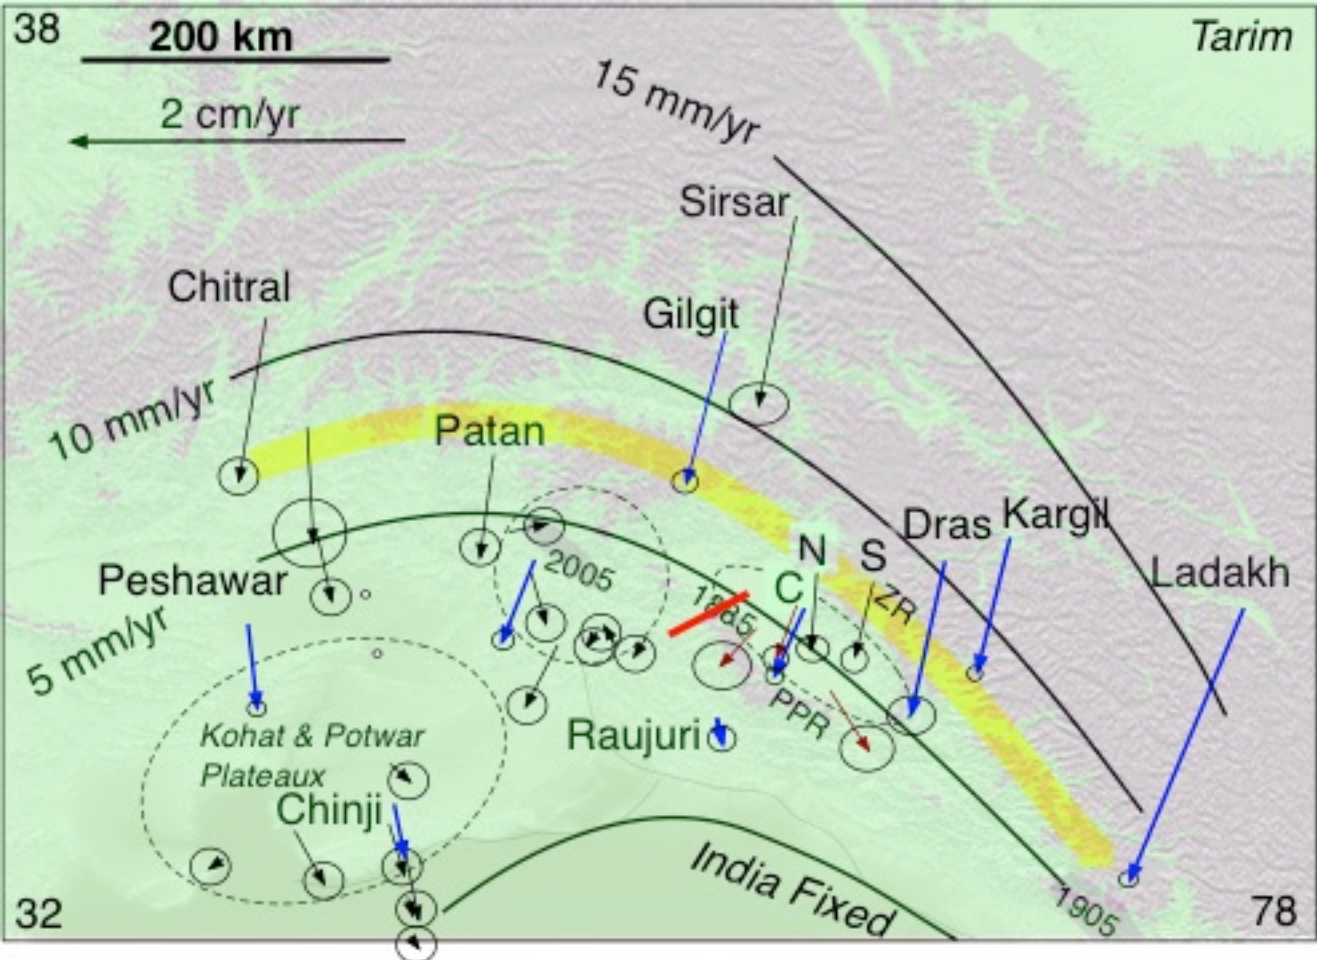 38
200 km
Tarim
2 cm/yr
15 mm/yr
Sirsar
Chitral
Gilgit
10 mm/yr
Patan
Dras
Kargil
N
S
C
2005
Ladakh
Peshawar
1885
ZR
5 mm/yr
PPR
Kohat & Potwar
Plateaux
Raujuri
Chinji
India Fixed
1905
32
78